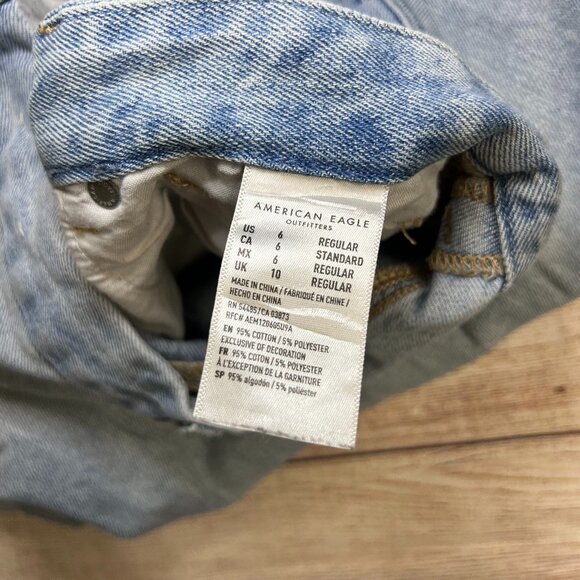 AMERICAN EAGLE
OUTFITTERS
US 6 REGULAR
CA 6 STANDARD
MX 6 REGULAR
UK 10 REGULAR
MADE IN CHINA / FABRIQUÉ EN CHINE /
HECHO EN CHINA
RN 54485/CA 03873
RFC# AEM128605U9A
EN 95% COTTON / 5% POLYESTER
EXCLUSIVE OF DECORATION
FR 95% COTON / 5% POLYESTER
À L'EXCEPTION DE LA GARNITURE
SP 95% algodón / 5% poliéster